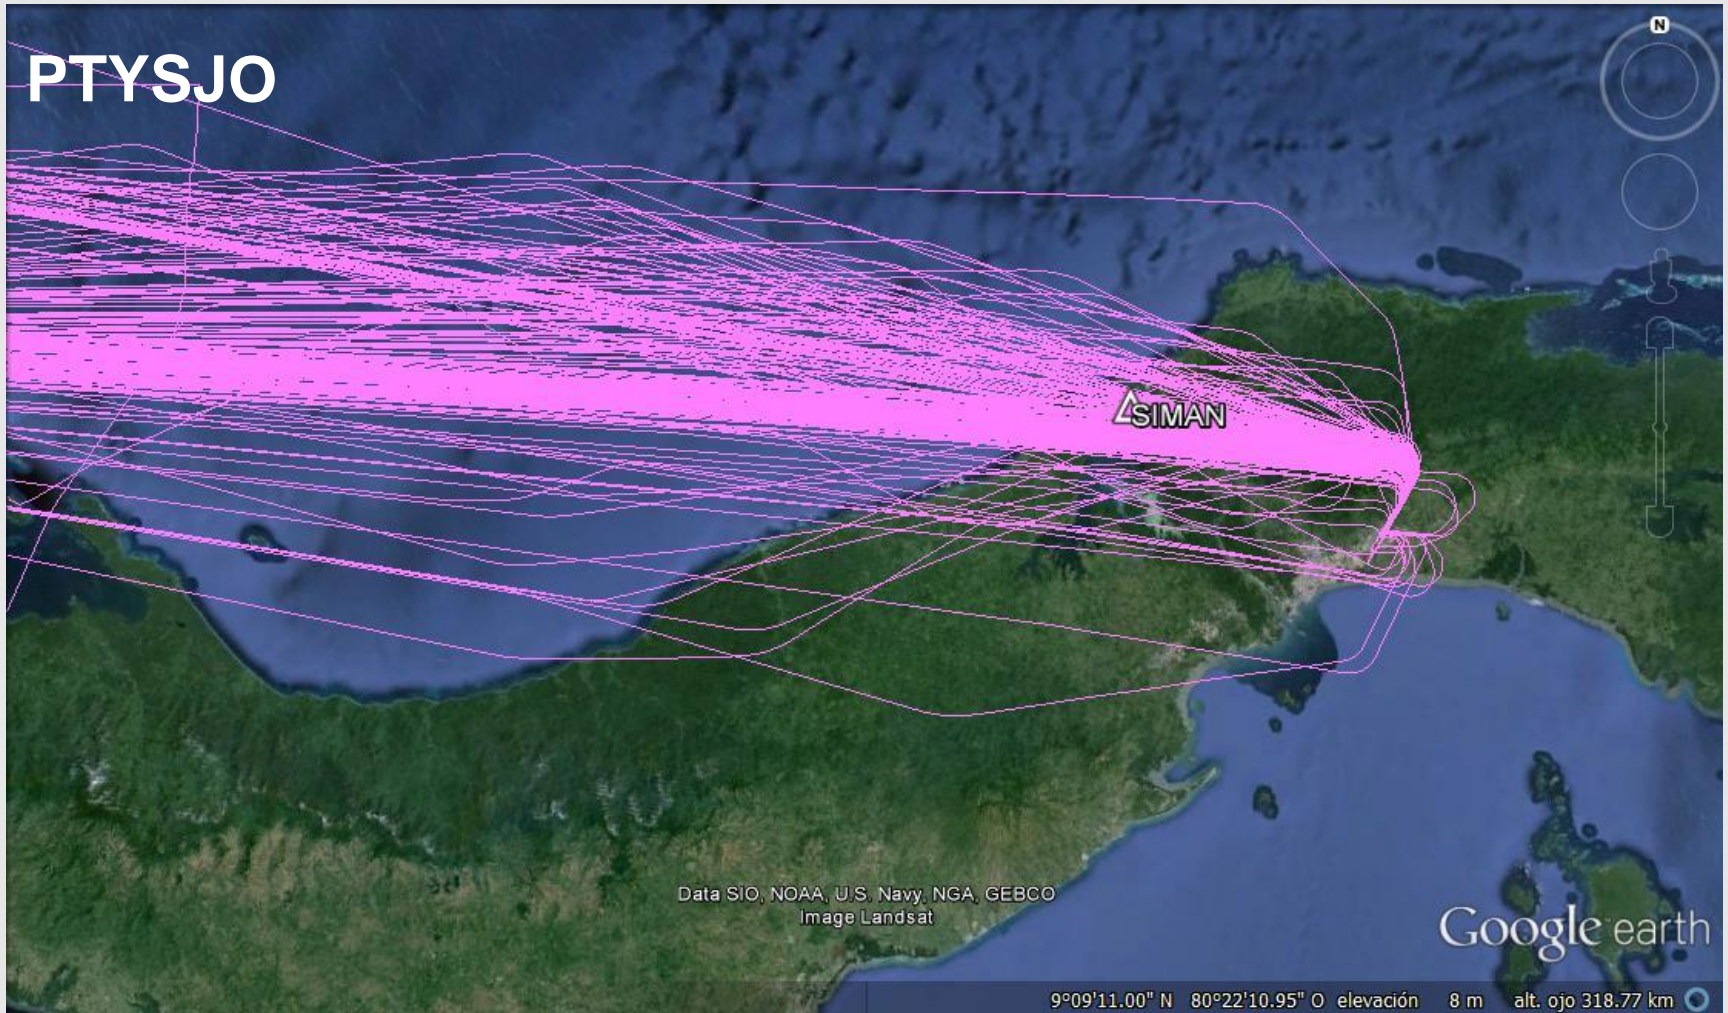 PTYSJO
N
SIMAN
Data SIO, NOAA, U.S. Navy, NGA, GEBCO
Image Landsat
Google earth
9°09'11.00" N 80°22'10.95" O elevación 8 m alt. ojo 318.77 km